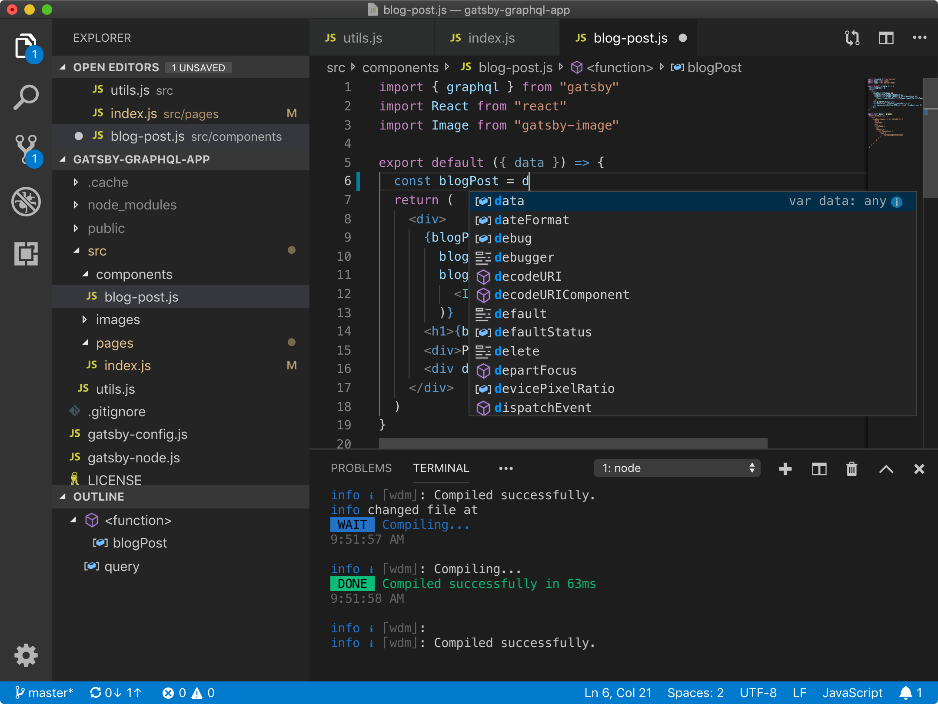 blog-post.js — gatsby-graphql-app
1
1
EXPLORER
OPEN EDITORS 1 UNSAVED
JS utils.js src
JS index.js src/pages M
JS blog-post.js src/components
GATSBY-GRAPHQL-APP
.cache
node_modules
public
src
components
JS blog-post.js
images
pages
JS index.js M
JS utils.js
.gitignore
JS gatsby-config.js
JS gatsby-node.js
LICENSE
OUTLINE
<function>
blogPost
query
JS utils.js JS index.js JS blog-post.js
src components JS blog-post.js <function> blogPost
1 import { graphql } from "gatsby"
2 import React from "react"
3 import Image from "gatsby-image"
4
5 export default ({ data }) => {
6 const blogPost = d
7 return (
8 <div>
9 {blogP
10 blog
11 blog
12 <I
13 )}
14 <h1>{b
15 <div>P
16 <div d
17 </div>
18 )
19 }
20
data var data: any
dateFormat
debug
debugger
decodeURI
decodeURIComponent
default
defaultStatus
delete
departFocus
devicePixelRatio
dispatchEvent
PROBLEMS TERMINAL ••• 1: node
info i [wdm]: Compiled successfully.
info changed file at
WAIT Compiling...
9:51:57 AM
info i [wdm]: Compiling...
DONE Compiled successfully in 63ms
9:51:58 AM
info i [wdm]:
info i [wdm]: Compiled successfully.
master* 0↓ 1↑ 0 0 Ln 6, Col 21 Spaces: 2 UTF-8 LF JavaScript 1